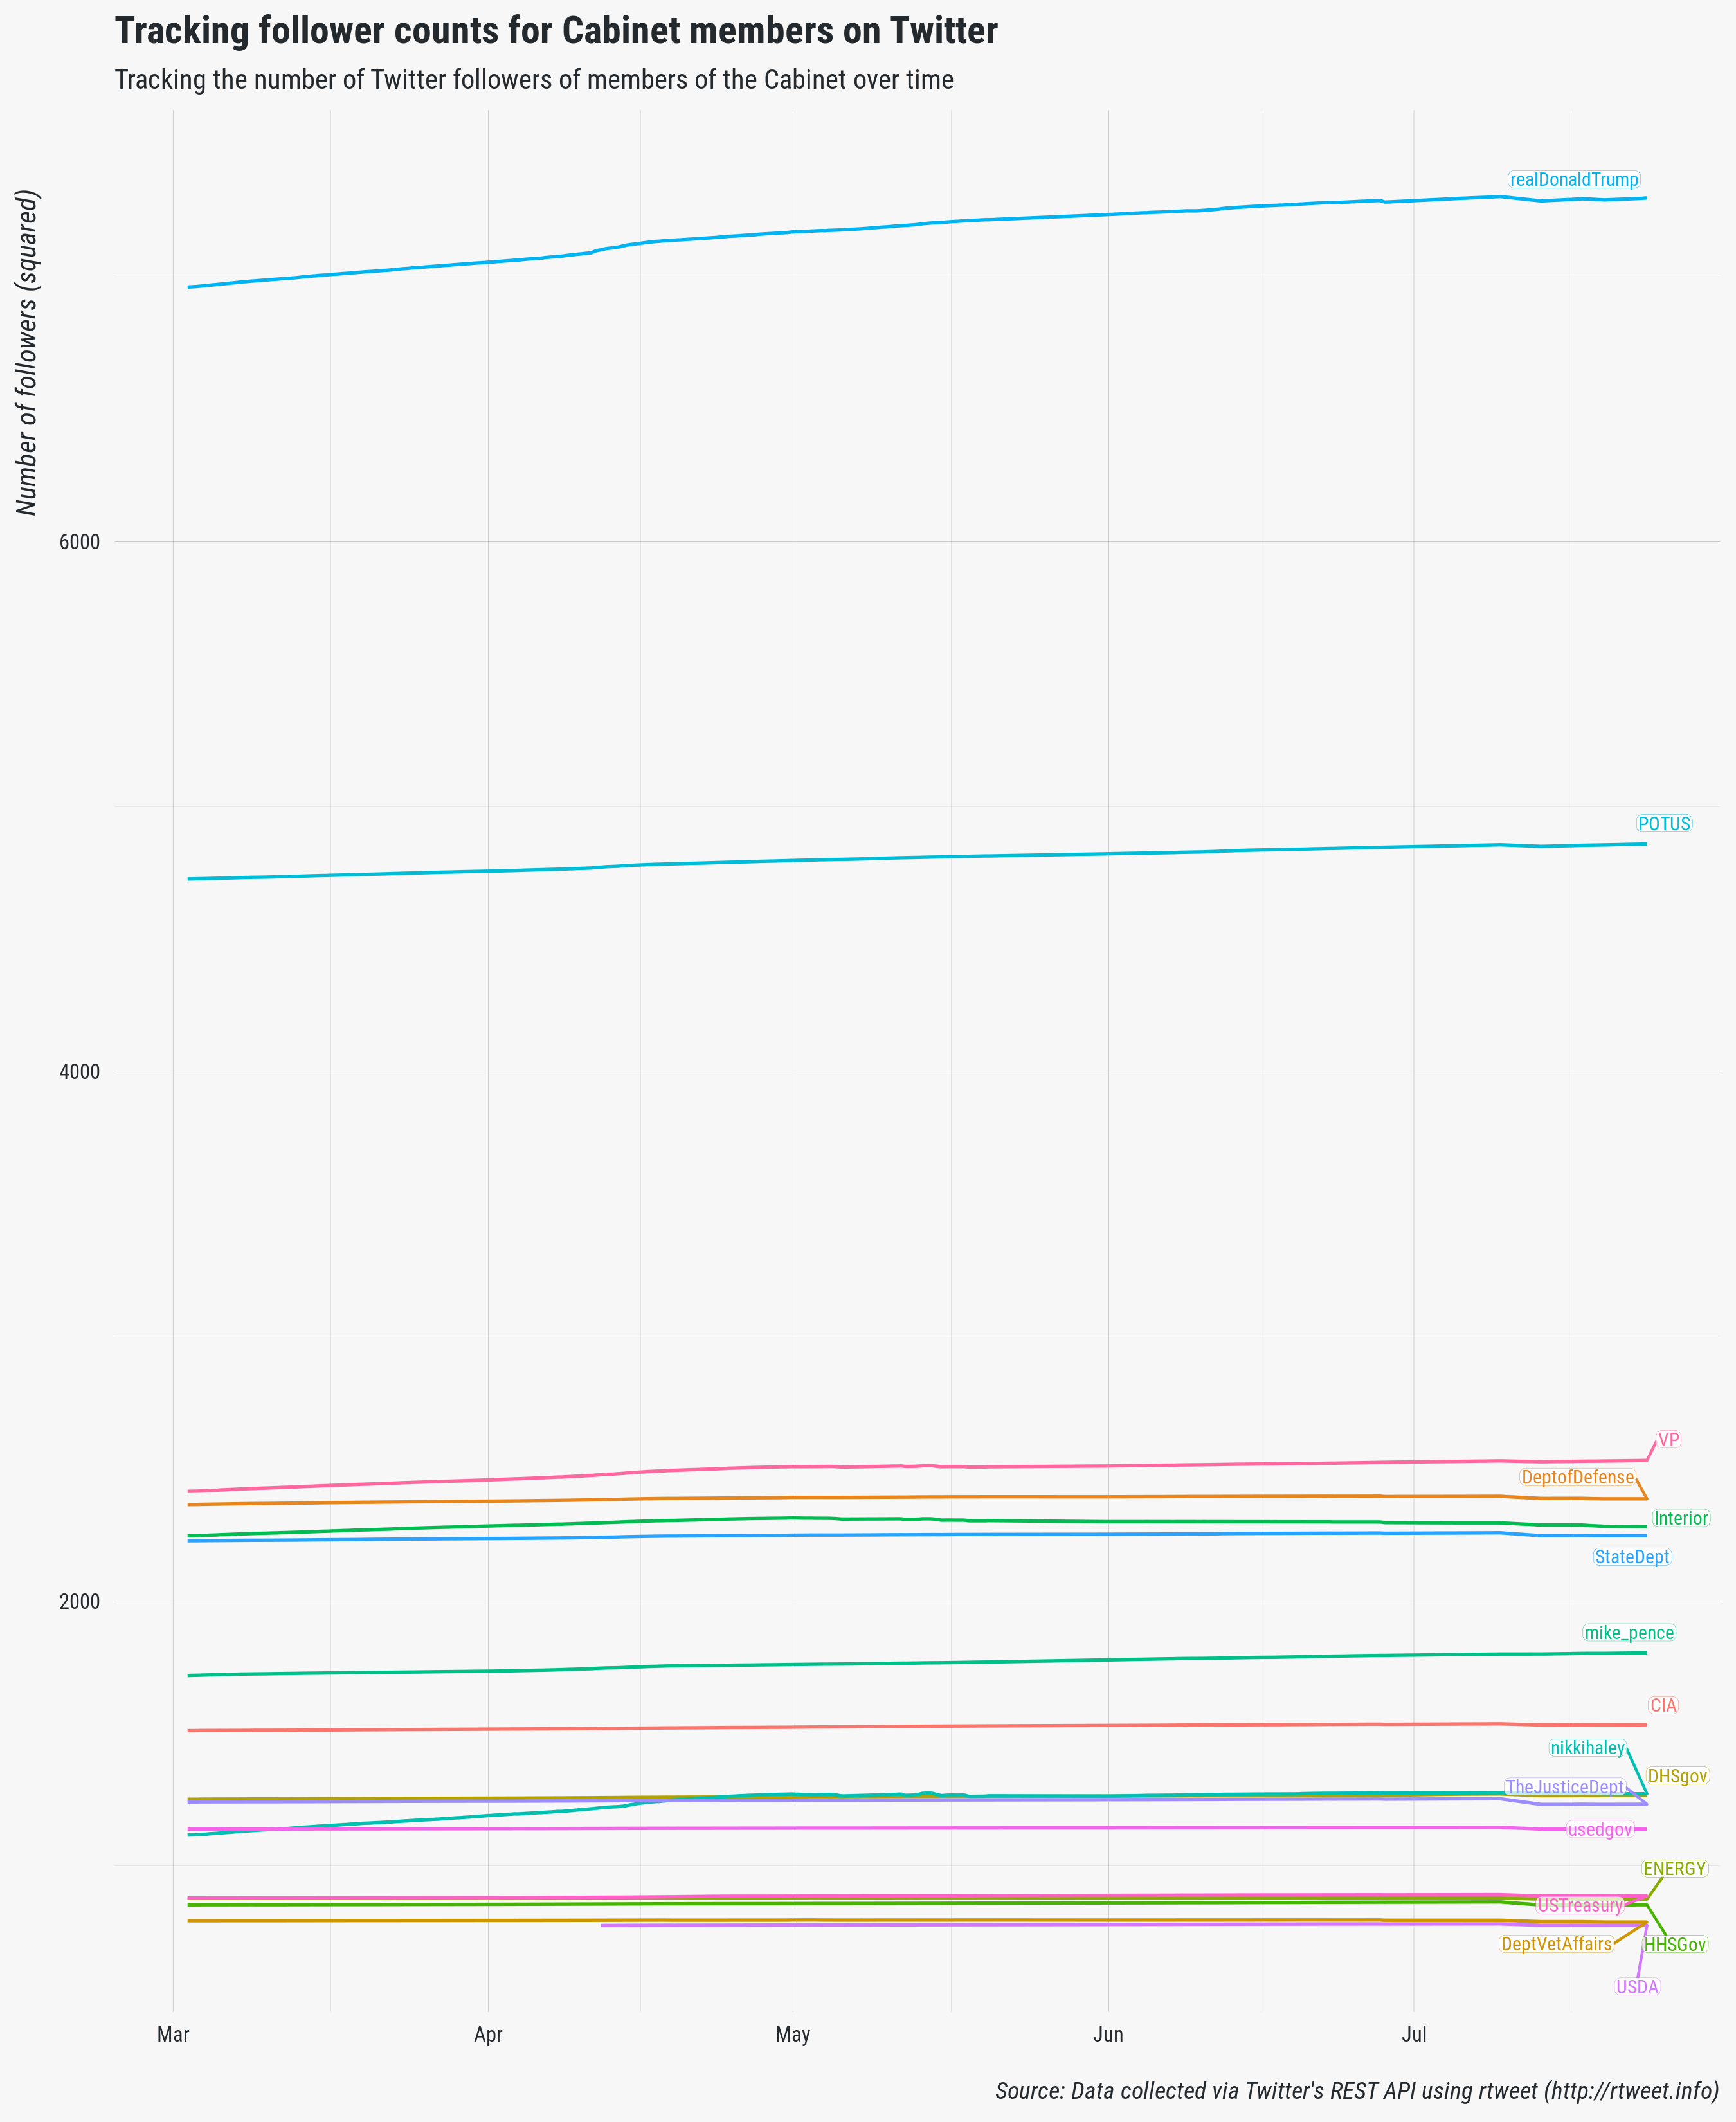 Tracking follower counts for Cabinet members on Twitter
Tracking the number of Twitter followers of members of the Cabinet over time
Number of followers (squared)
realDonaldTrump
6000
POTUS
4000
VP
DeptofDefense
Interior
StateDept
2000
mike_pence
CIA
nikkihaley
DHSgov
TheJusticeDept
usedgov
ENERGY
USTreasury
DeptVetAffairs
HHSGov
USDA
Mar
Apr
May
Jun
Jul
Source: Data collected via Twitter's REST API using rtweet (http://rtweet.info)